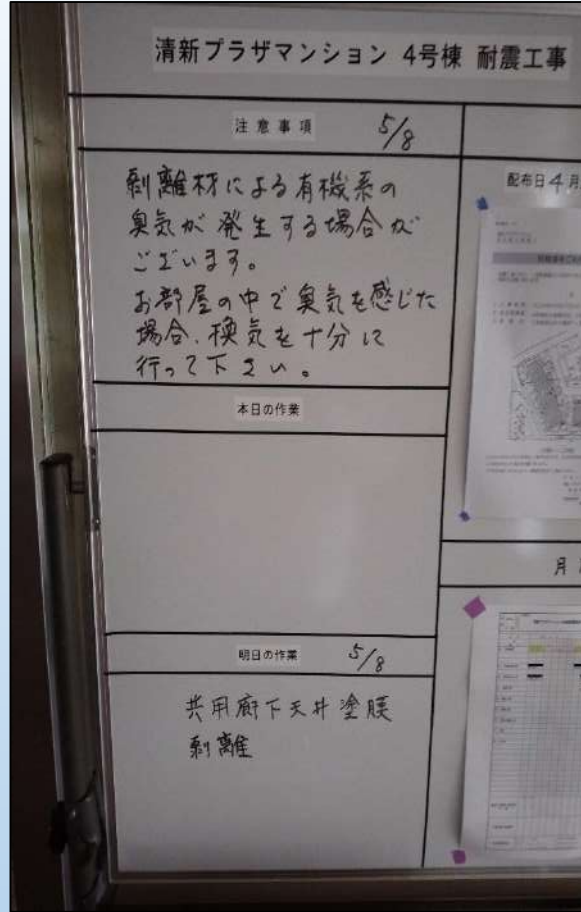 清新プラザマンション 4号棟 耐震工事
注意事項 5/8
剥離材による有機系の
臭気が発生する場合が
ございます。
お部屋の中で臭気を感じた
場合、換気を十分に
行って下さい。
本日の作業
明日の作業 5/8
共用廊下天井塗膜
剥離
配布日4月
月